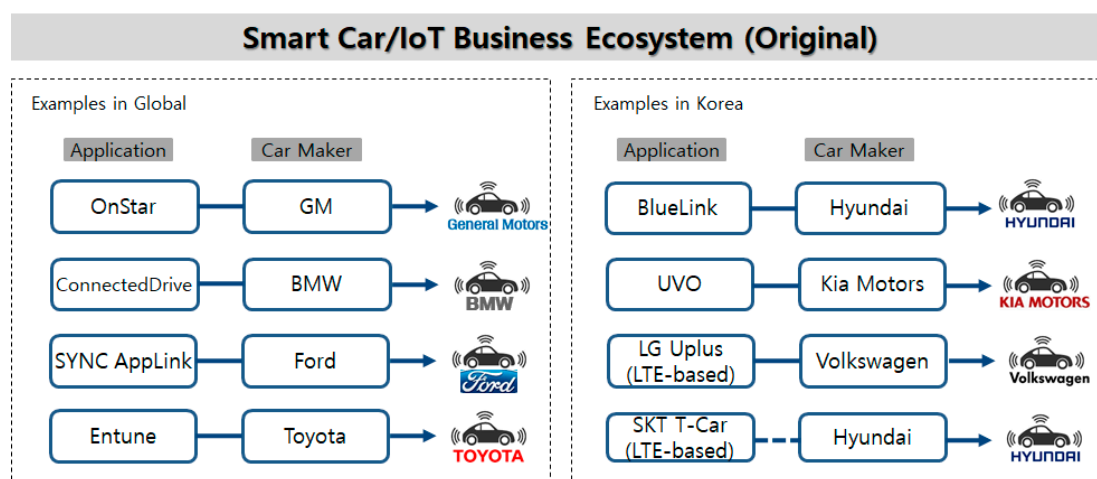 Smart Car/IoT Business Ecosystem (Original)
Examples in Global
Application
Car Maker
OnStar
GM
General Motors
ConnectedDrive
BMW
BMW
SYNC AppLink
Ford
Ford
Entune
Toyota
TOYOTA
Examples in Korea
Application
Car Maker
BlueLink
Hyundai
HYUNDAI
UVO
Kia Motors
KIA MOTORS
LG Uplus
(LTE-based)
Volkswagen
Volkswagen
SKT T-Car
(LTE-based)
Hyundai
HYUNDAI